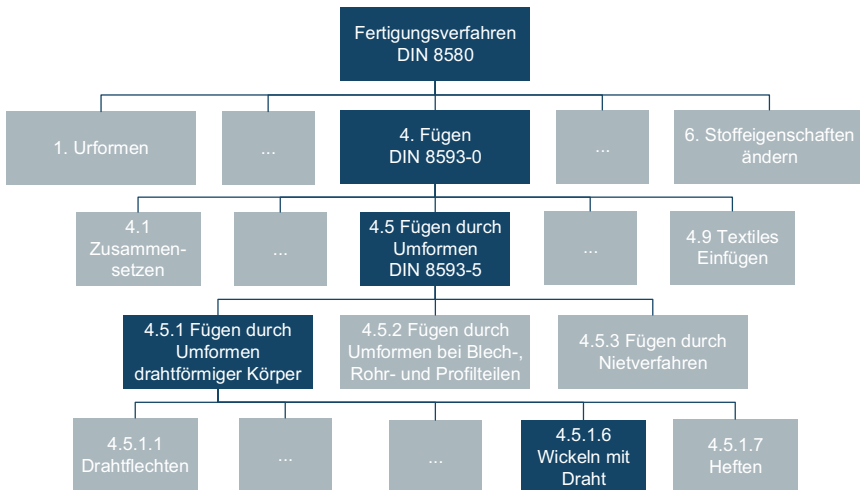 Fertigungsverfahren
DIN 8580
1. Urformen
...
4. Fügen
DIN 8593-0
...
6. Stoffeigenschaften
ändern
4.1
Zusammen-
setzen
...
4.5 Fügen durch
Umformen
DIN 8593-5
...
4.9 Textiles
Einfügen
4.5.1 Fügen durch
Umformen
drahtförmiger Körper
4.5.2 Fügen durch
Umformen bei Blech-,
Rohr- und Profilteilen
4.5.3 Fügen durch
Nietverfahren
4.5.1.1
Drahtflechten
...
...
4.5.1.6
Wickeln mit
Draht
4.5.1.7
Heften